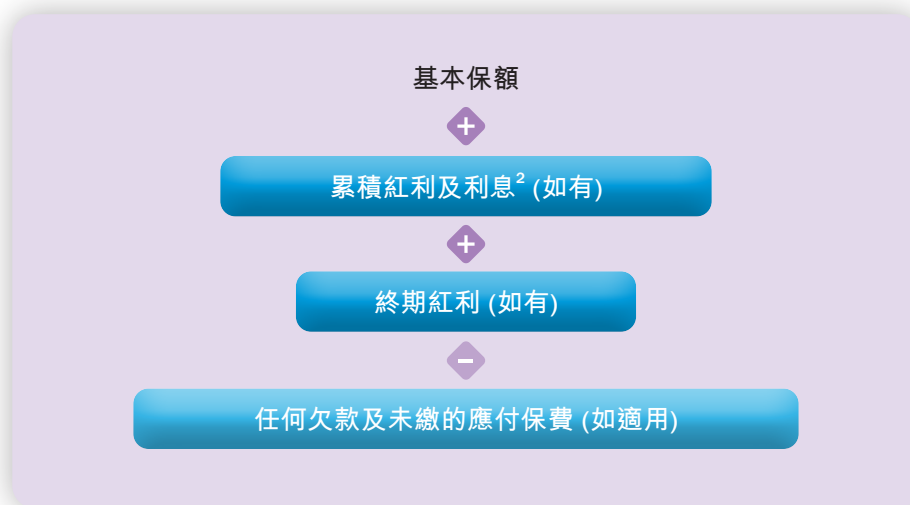 基本保額
+
累積紅利及利息² (如有)
+
終期紅利 (如有)
−
任何欠款及未繳的應付保費 (如適用)